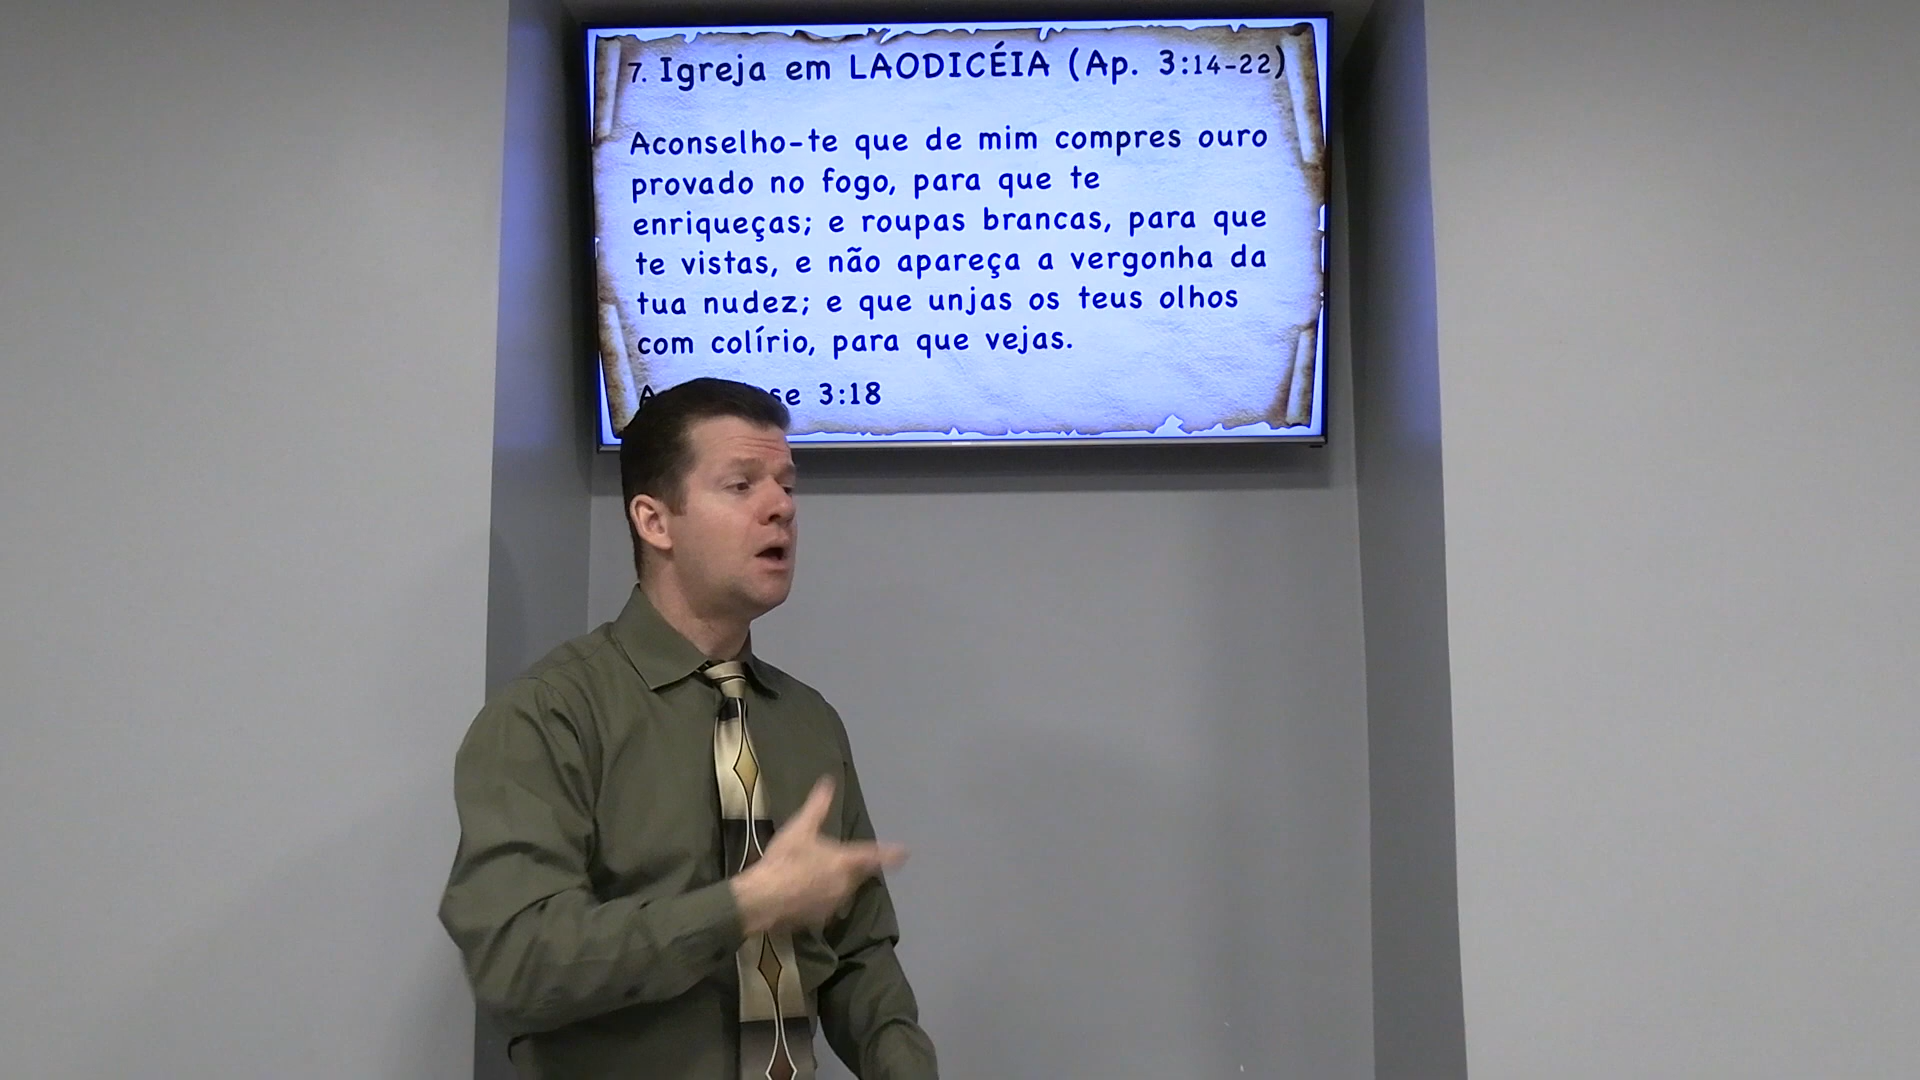 7. Igreja em LAODICÉIA (Ap. 3:14-22)
Aconselho-te que de mim compres ouro
provado no fogo, para que te
enriqueças; e roupas brancas, para que
te vistas, e não apareça a vergonha da
tua nudez; e que unjas os teus olhos
com colírio, para que vejas.
3:18